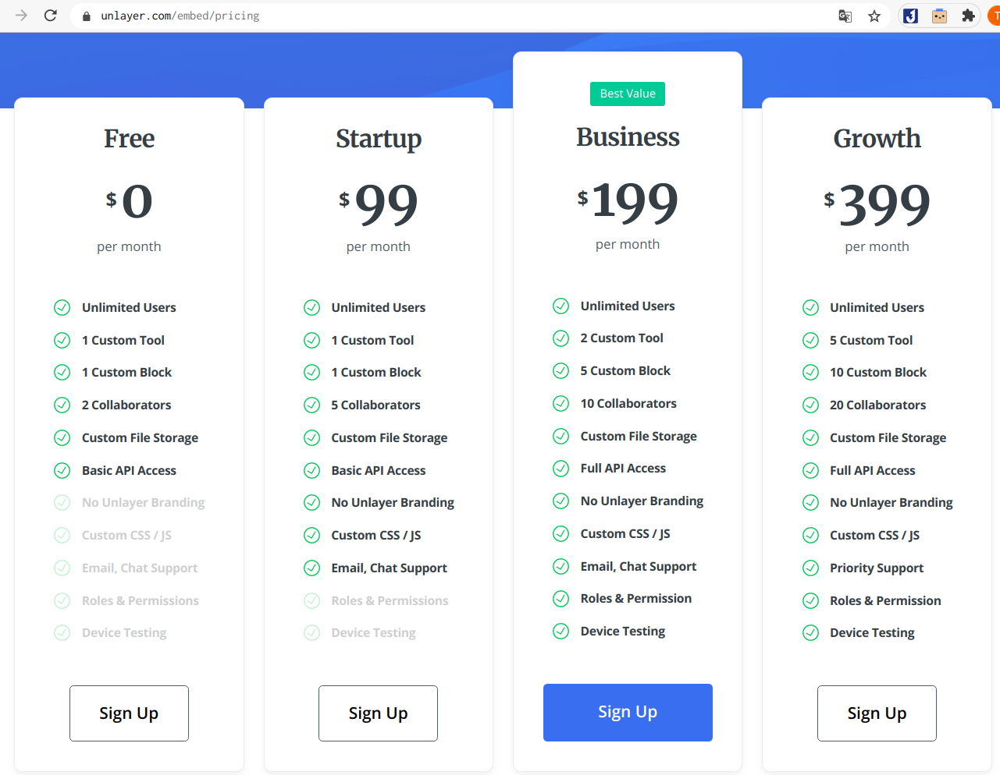 unlayer.com/embed/pricing
Free
$ 0
per month
Unlimited Users
1 Custom Tool
1 Custom Block
2 Collaborators
Custom File Storage
Basic API Access
No Unlayer Branding
Custom CSS / JS
Email, Chat Support
Roles & Permissions
Device Testing
Sign Up
Startup
$ 99
per month
Unlimited Users
1 Custom Tool
1 Custom Block
5 Collaborators
Custom File Storage
Basic API Access
No Unlayer Branding
Custom CSS / JS
Email, Chat Support
Roles & Permissions
Device Testing
Sign Up
Best Value
Business
$ 199
per month
Unlimited Users
2 Custom Tool
5 Custom Block
10 Collaborators
Custom File Storage
Full API Access
No Unlayer Branding
Custom CSS / JS
Email, Chat Support
Roles & Permission
Device Testing
Sign Up
Growth
$ 399
per month
Unlimited Users
5 Custom Tool
10 Custom Block
20 Collaborators
Custom File Storage
Full API Access
No Unlayer Branding
Custom CSS / JS
Priority Support
Roles & Permission
Device Testing
Sign Up